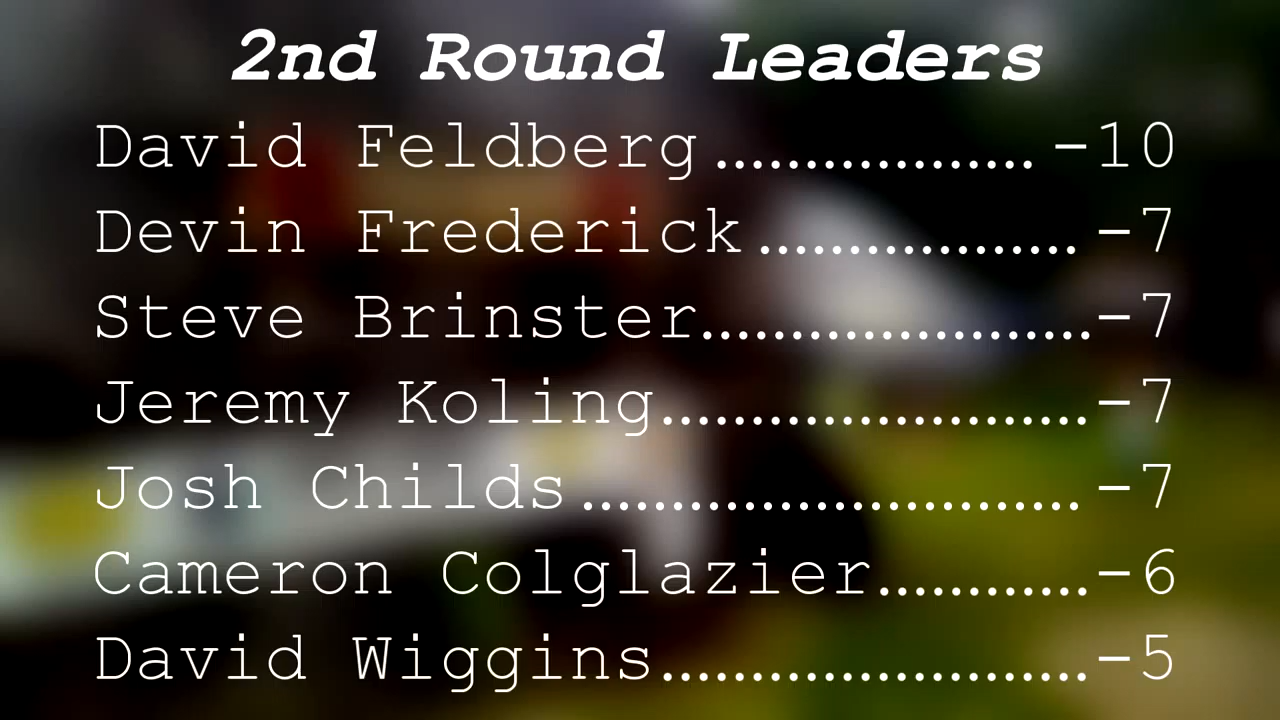 2nd Round Leaders
David Feldberg..................-10
Devin Frederick..................-7
Steve Brinster......................-7
Jeremy Koling........................-7
Josh Childs............................-7
Cameron Colglazier............-6
David Wiggins........................-5